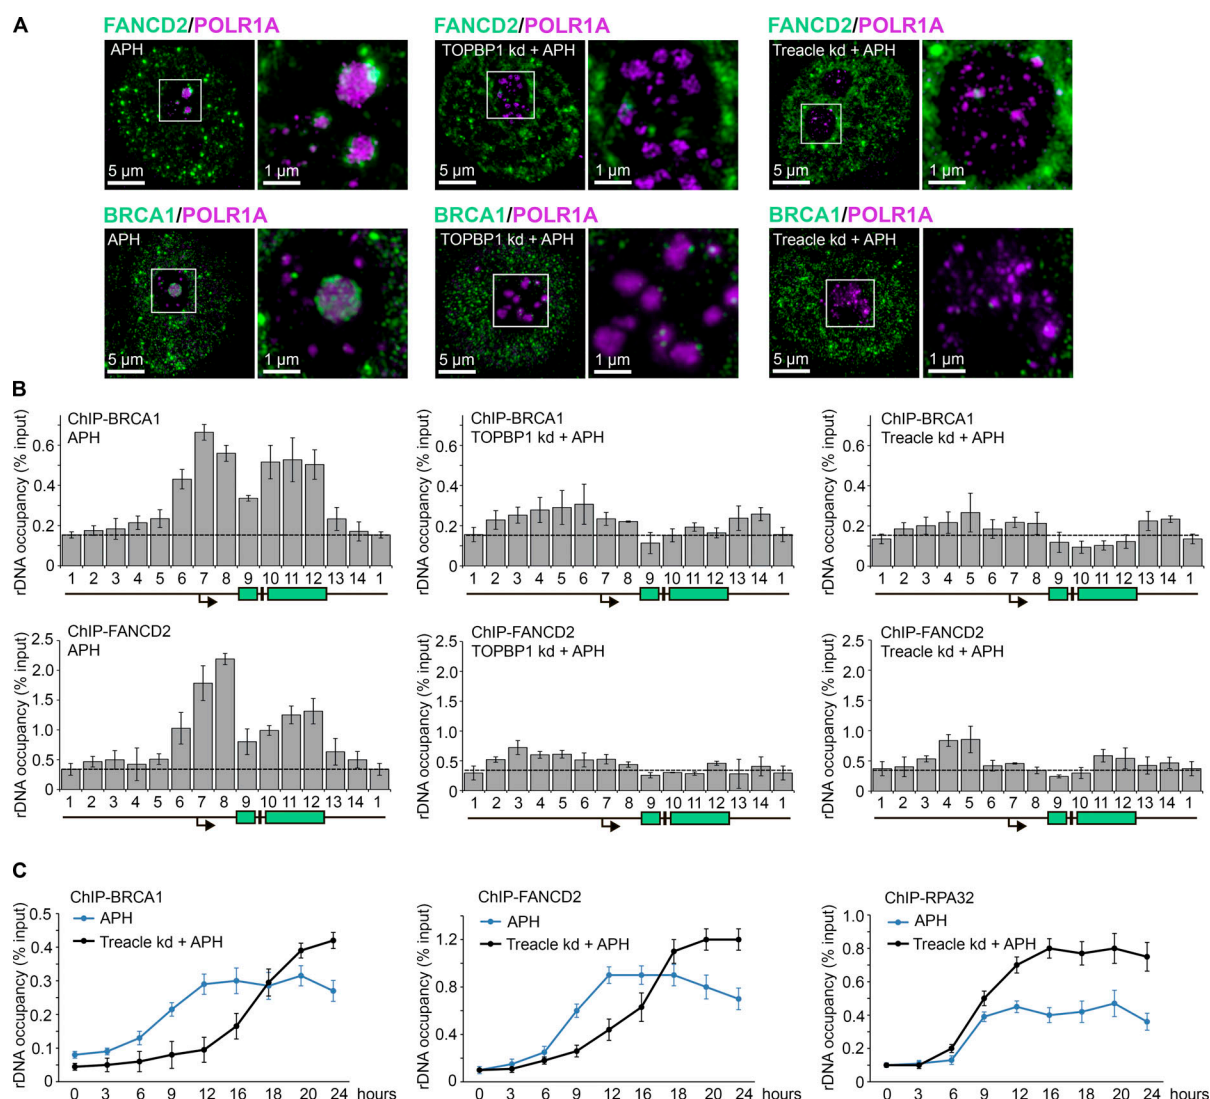 A
FANCD2/POLR1A
FANCD2/POLR1A
FANCD2/POLR1A
APH
TOPBP1 kd + APH
Treacle kd + APH
5 µm
1 µm
5 µm
1 µm
5 µm
1 µm
BRCA1/POLR1A
BRCA1/POLR1A
BRCA1/POLR1A
APH
TOPBP1 kd + APH
Treacle kd + APH
5 µm
1 µm
5 µm
1 µm
5 µm
1 µm
B
rDNA occupancy (% input)
ChIP-BRCA1
APH
0.6
0.4
0.2
0
1 2 3 4 5 6 7 8 9 10 11 12 13 14 1
rDNA occupancy (% input)
ChIP-BRCA1
TOPBP1 kd + APH
0.6
0.4
0.2
0
1 2 3 4 5 6 7 8 9 10 11 12 13 14 1
rDNA occupancy (% input)
ChIP-BRCA1
Treacle kd + APH
0.6
0.4
0.2
0
1 2 3 4 5 6 7 8 9 10 11 12 13 14 1
rDNA occupancy (% input)
ChIP-FANCD2
APH
2.5
2.0
1.5
1.0
0.5
0
1 2 3 4 5 6 7 8 9 10 11 12 13 14 1
rDNA occupancy (% input)
ChIP-FANCD2
TOPBP1 kd + APH
2.5
2.0
1.5
1.0
0.5
0
1 2 3 4 5 6 7 8 9 10 11 12 13 14 1
rDNA occupancy (% input)
ChIP-FANCD2
Treacle kd + APH
2.5
2.0
1.5
1.0
0.5
0
1 2 3 4 5 6 7 8 9 10 11 12 13 14 1
C
rDNA occupancy (% input)
ChIP-BRCA1
APH
Treacle kd + APH
0.5
0.4
0.3
0.2
0.1
0
0 3 6 9 12 16 18 20 24 hours
rDNA occupancy (% input)
ChIP-FANCD2
APH
Treacle kd + APH
1.2
0.8
0.4
0
0 3 6 9 12 16 18 20 24 hours
rDNA occupancy (% input)
ChIP-RPA32
APH
Treacle kd + APH
1.0
0.8
0.6
0.4
0.2
0
0 3 6 9 12 16 18 20 24 hours